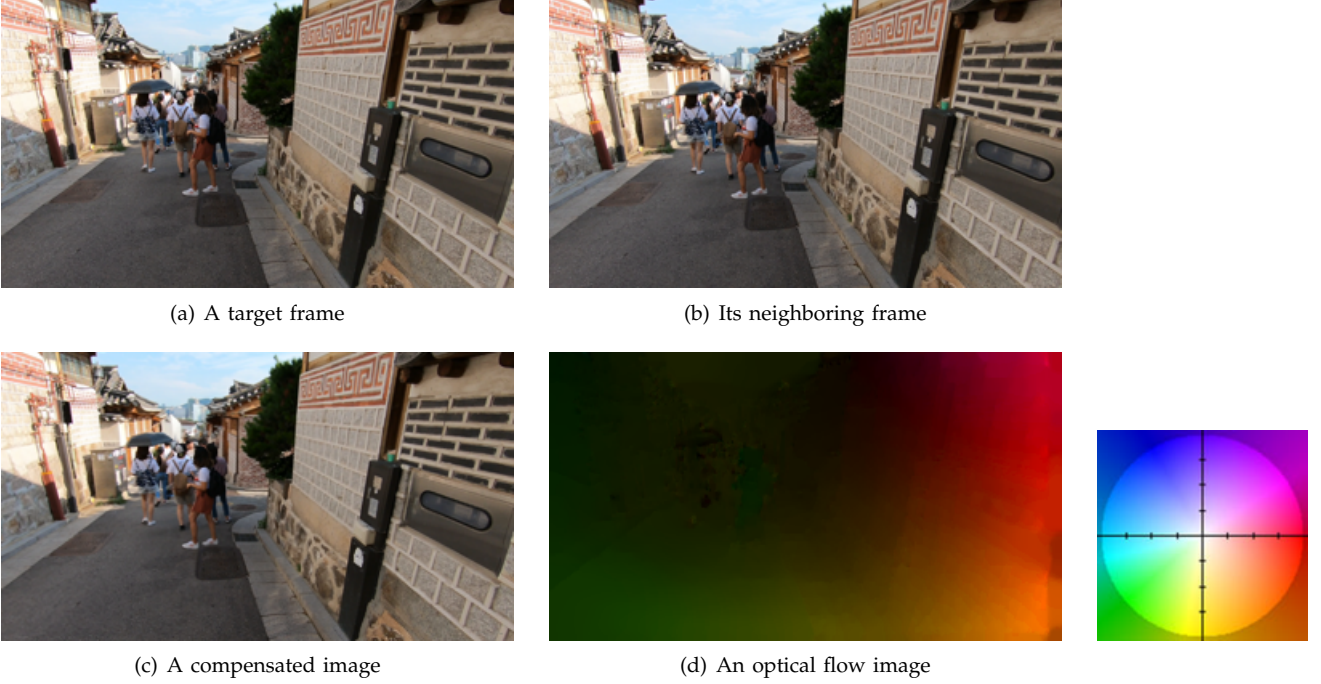 (a) A target frame
(b) Its neighboring frame
(c) A compensated image
(d) An optical flow image